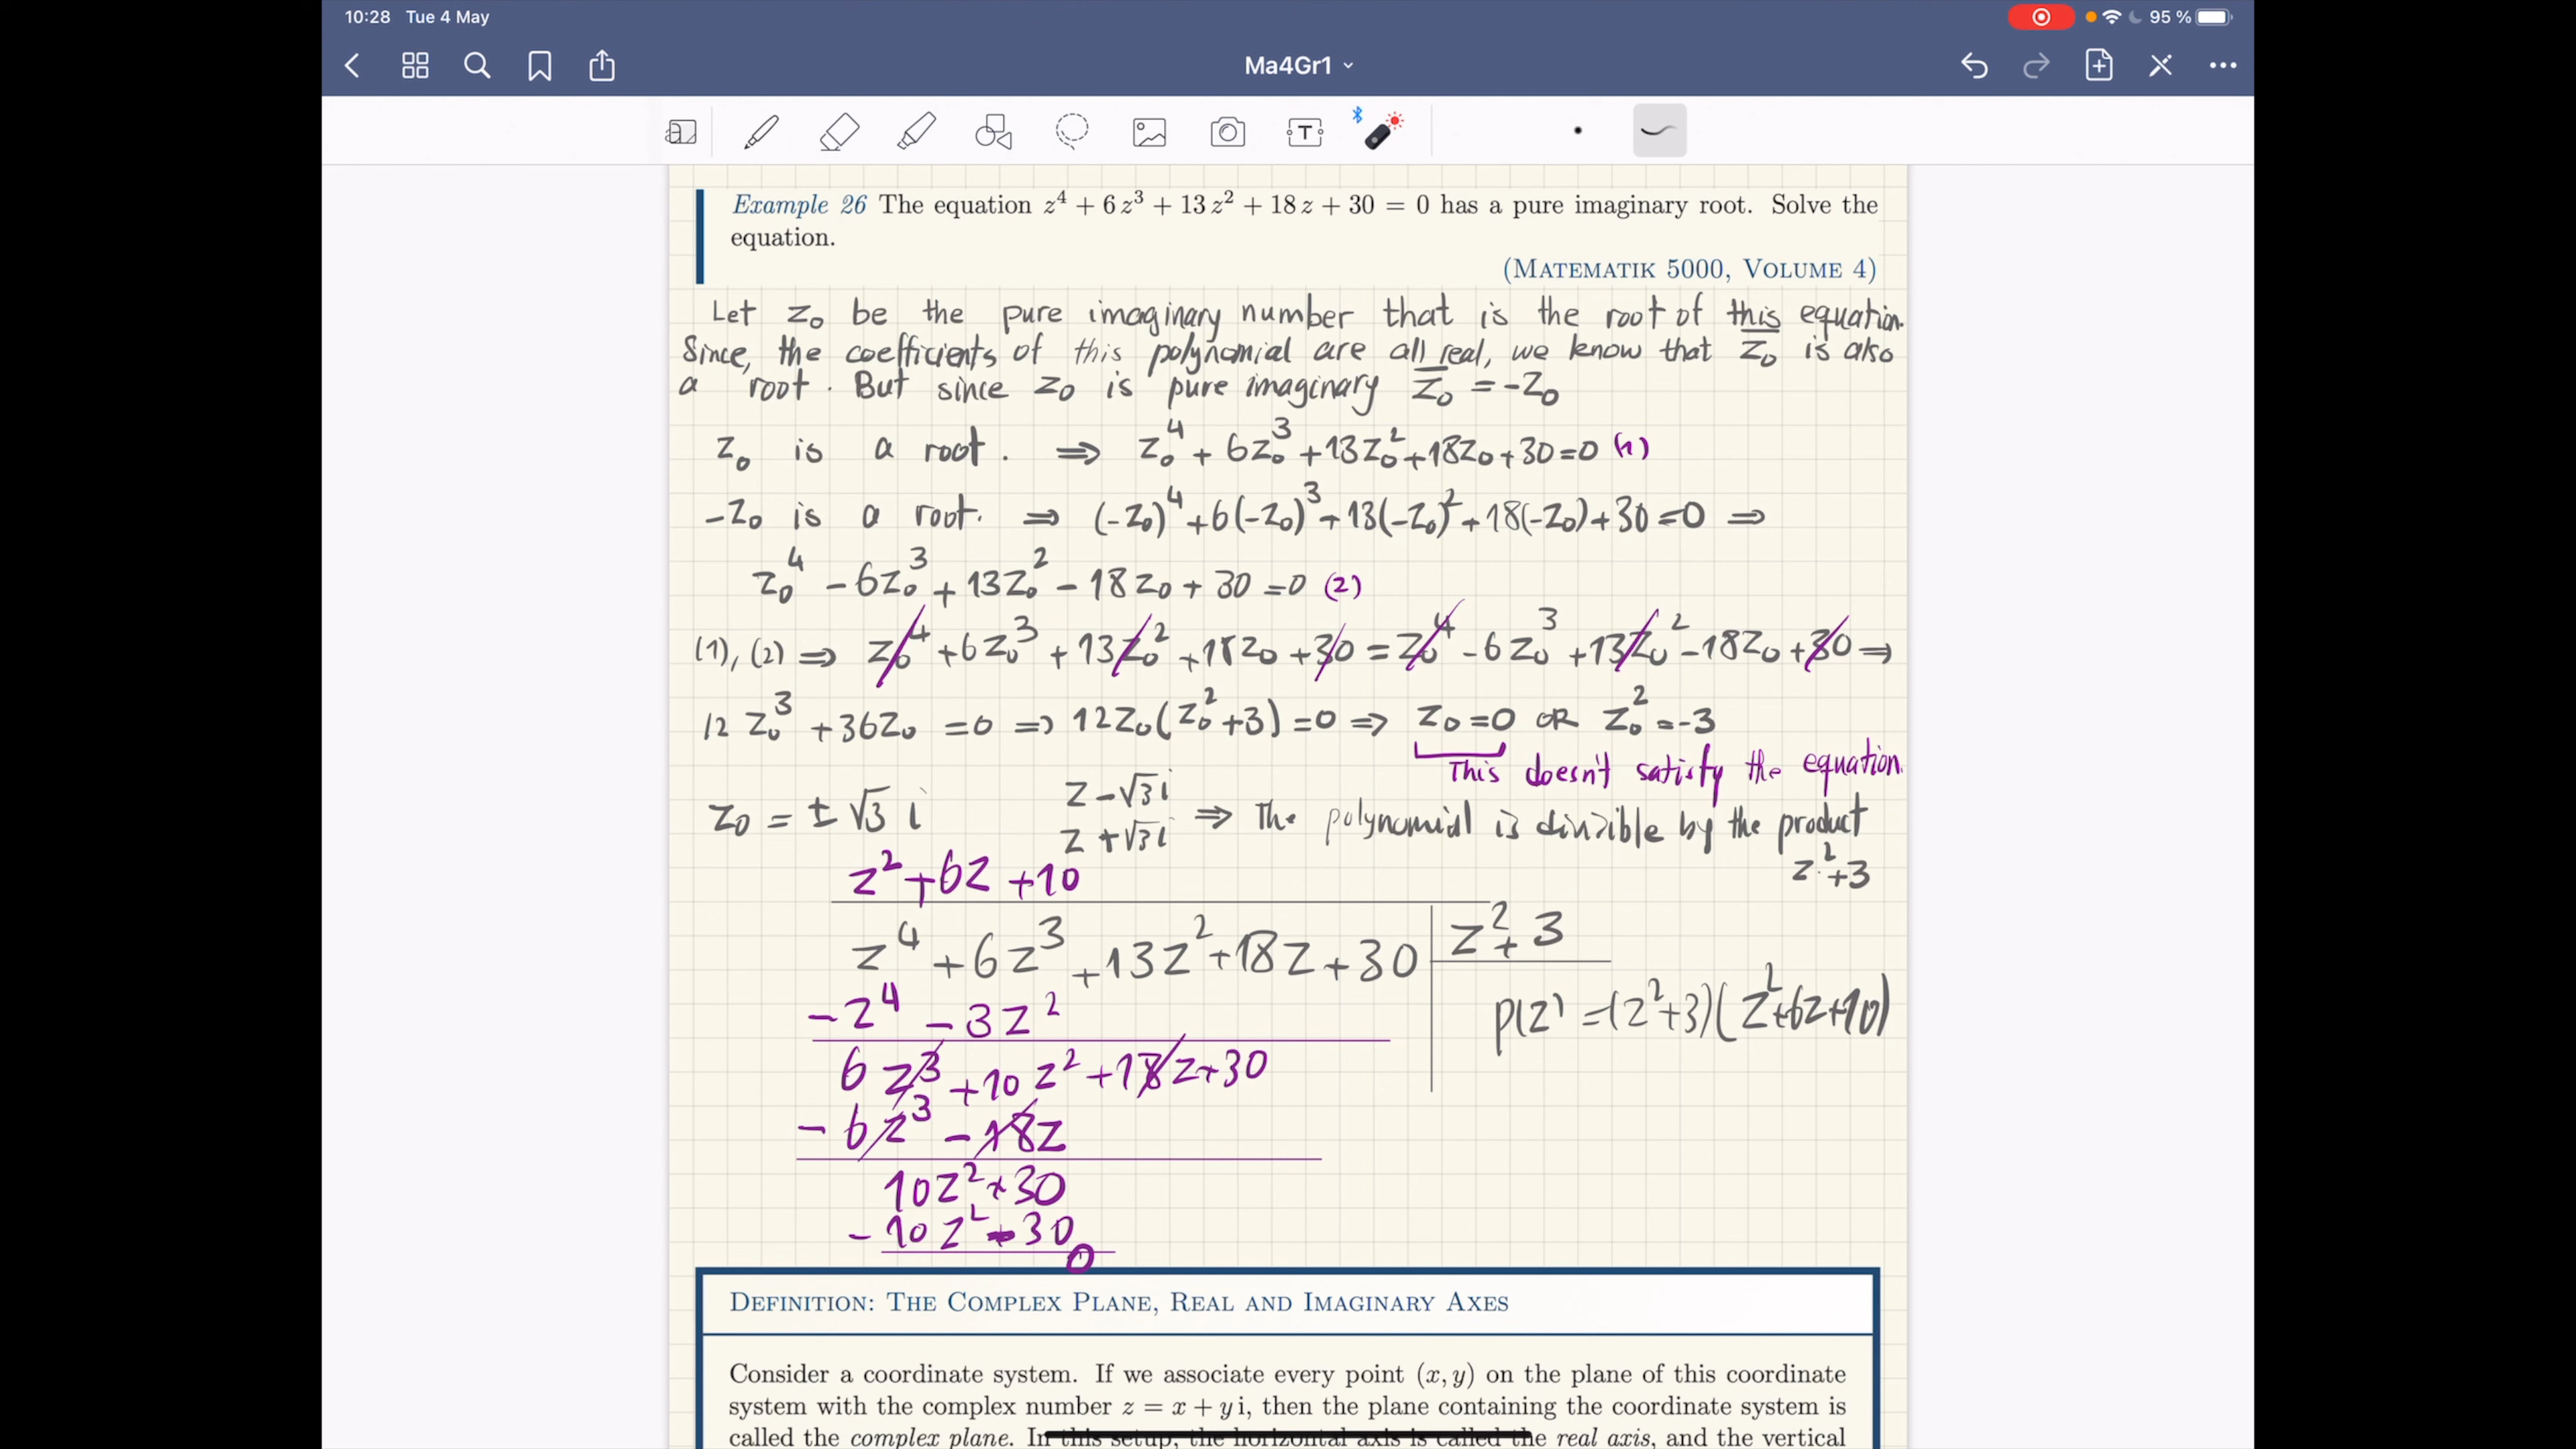 10:28 Tue 4 May
95 %
Ma4Gr1
Example 26 The equation z⁴ + 6 z³ + 13 z² + 18 z + 30 = 0 has a pure imaginary root. Solve the
equation.
(MATEMATIK 5000, VOLUME 4)
Let z₀ be the pure imaginary number that is the root of this equation.
Since, the coefficients of this polynomial are all real, we know that z̅₀ is also
a root. But since z₀ is pure imaginary z̅₀ = -z₀
z₀ is a root. ⇒ z₀⁴ + 6z₀³ + 13z₀² + 18z₀ + 30 = 0 (1)
-z₀ is a root. ⇒ (-z₀)⁴ + 6(-z₀)³ + 13(-z₀)² + 18(-z₀) + 30 = 0 ⇒
z₀⁴ - 6z₀³ + 13z₀² - 18z₀ + 30 = 0 (2)
(1), (2) ⇒ z₀⁴ + 6z₀³ + 13z₀² + 18z₀ + 30 = z₀⁴ - 6z₀³ + 13z₀² - 18z₀ + 30 ⇒
12 z₀³ + 36z₀ = 0 ⇒ 12z₀(z₀² + 3) = 0 ⇒ z₀ = 0 OR z₀² = -3
This doesn't satisfy the equation.
z₀ = ± √3 i
z - √3 i
z + √3 i
⇒ The polynomial is divisible by the product
z² + 3
z² + 6z + 10
z⁴ + 6z³ + 13z² + 18z + 30
z² + 3
- z⁴ - 3z²
p(z) = (z² + 3)(z² + 6z + 10)
6z³ + 10z² + 18z + 30
- 6z³ - 18z
10z² + 30
- 10z² - 30
0
DEFINITION: THE COMPLEX PLANE, REAL AND IMAGINARY AXES
Consider a coordinate system. If we associate every point (x, y) on the plane of this coordinate
system with the complex number z = x + y i, then the plane containing the coordinate system is
called the complex plane. In this setup, the horizontal axis is called the real axis, and the vertical